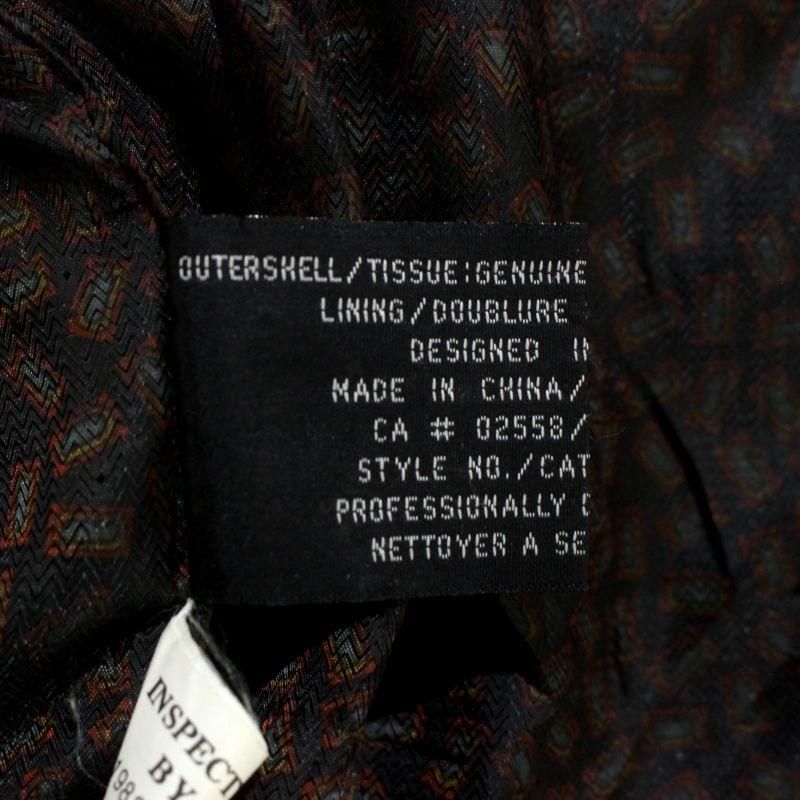 OUTERSHELL/TISSUE:GENUINE
LINING/DOUBLURE
DESIGNED
MADE IN CHINA/
CA # 02558/
STYLE NO./CAT
PROFESSIONALLY
NETTOYER A SE
INSPECT
BY